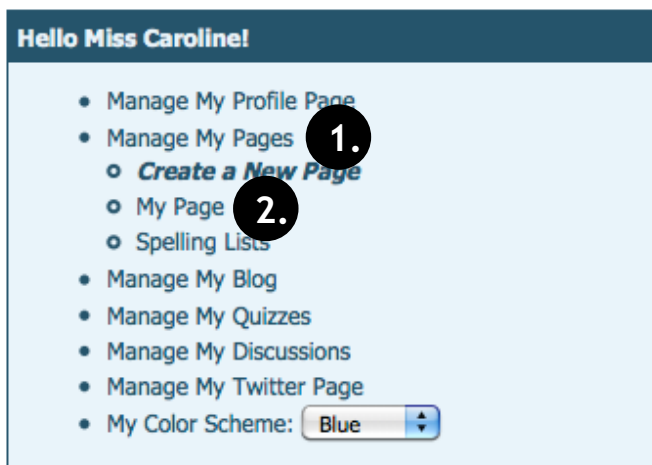 Hello Miss Caroline!
• Manage My Profile Page
• Manage My Pages 1.
Create a New Page
My Page 2.
Spelling Lists
• Manage My Blog
• Manage My Quizzes
• Manage My Discussions
• Manage My Twitter Page
• My Color Scheme: Blue